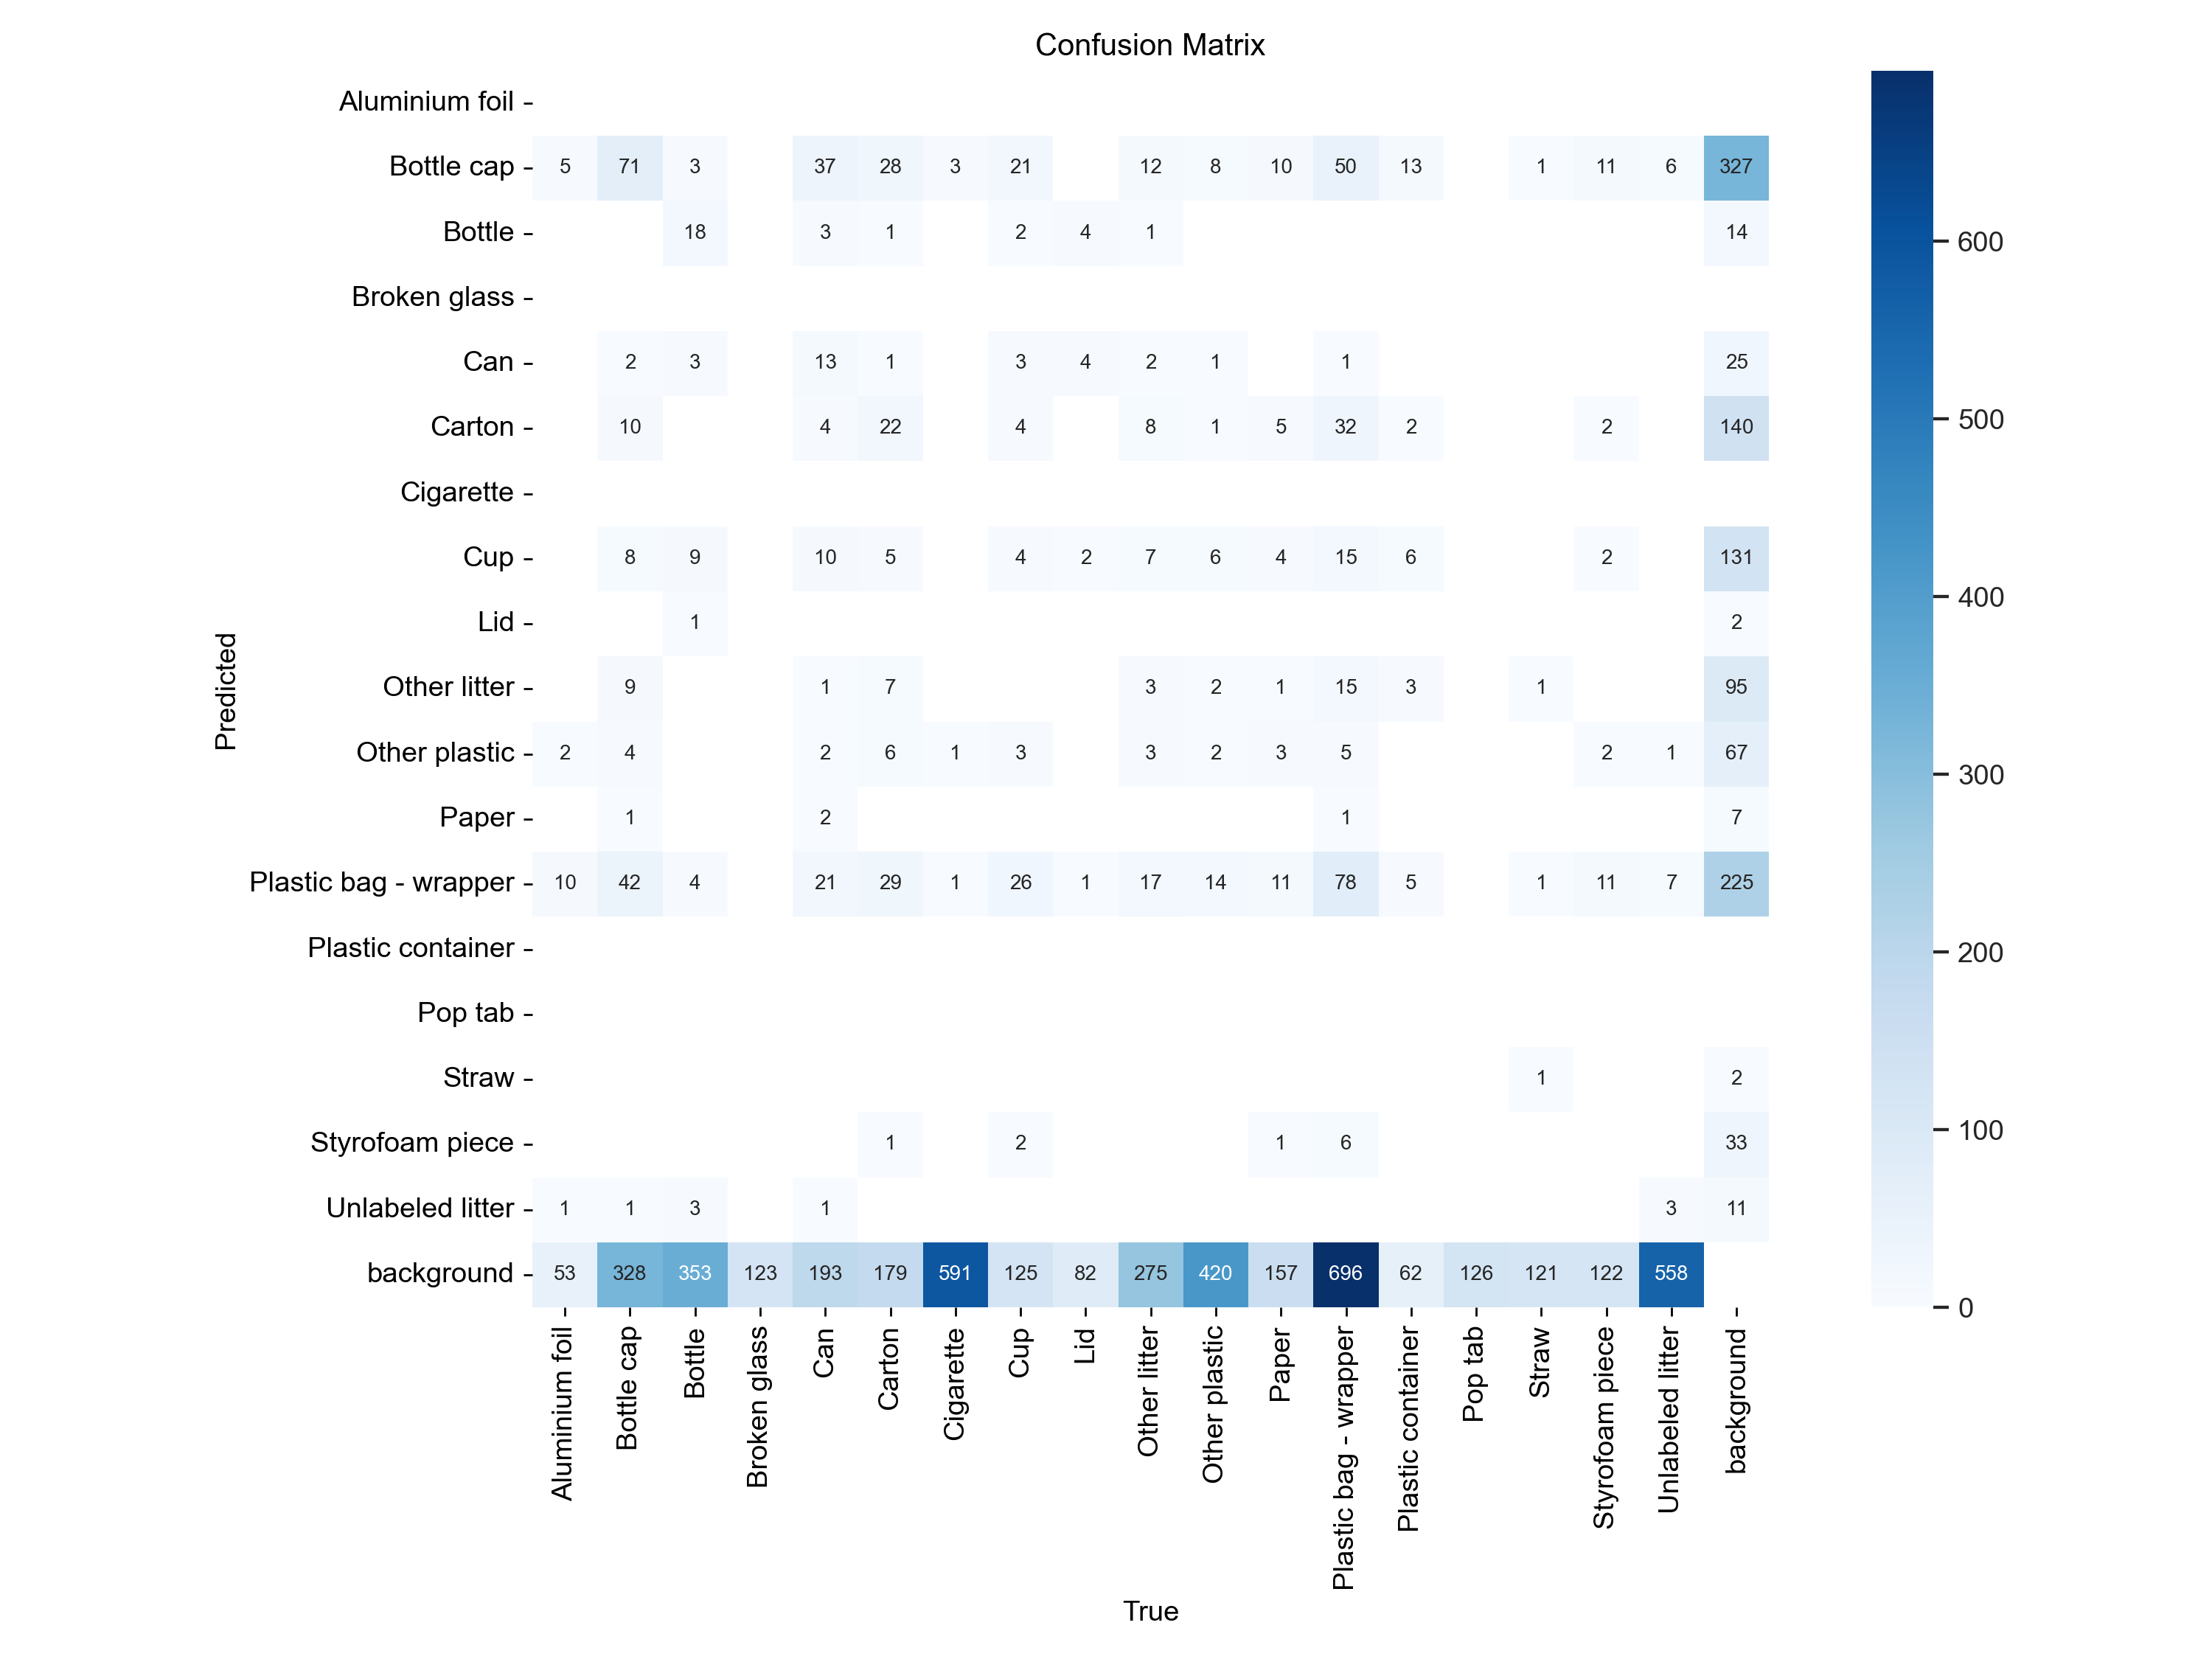 Confusion Matrix
Aluminium foil
Bottle cap 5 71 3 37 28 3 21 12 8 10 50 13 1 11 6 327
Bottle 18 3 1 2 4 1 14
Broken glass
Can 2 3 13 1 3 4 2 1 1 25
Carton 10 4 22 4 8 1 5 32 2 2 140
Cigarette
Cup 8 9 10 5 4 2 7 6 4 15 6 2 131
Lid 1 2
Other litter 9 1 7 3 2 1 15 3 1 95
Other plastic 2 4 2 6 1 3 3 2 3 5 2 1 67
Paper 1 2 1 7
Plastic bag - wrapper 10 42 4 21 29 1 26 1 17 14 11 78 5 1 11 7 225
Plastic container
Pop tab
Straw 1 2
Styrofoam piece 1 2 1 6 33
Unlabeled litter 1 1 3 1 3 11
background 53 328 353 123 193 179 591 125 82 275 420 157 696 62 126 121 122 558
Predicted
Aluminium foil
Bottle cap
Bottle
Broken glass
Can
Carton
Cigarette
Cup
Lid
Other litter
Other plastic
Paper
Plastic bag - wrapper
Plastic container
Pop tab
Straw
Styrofoam piece
Unlabeled litter
background
True
600
500
400
300
200
100
0